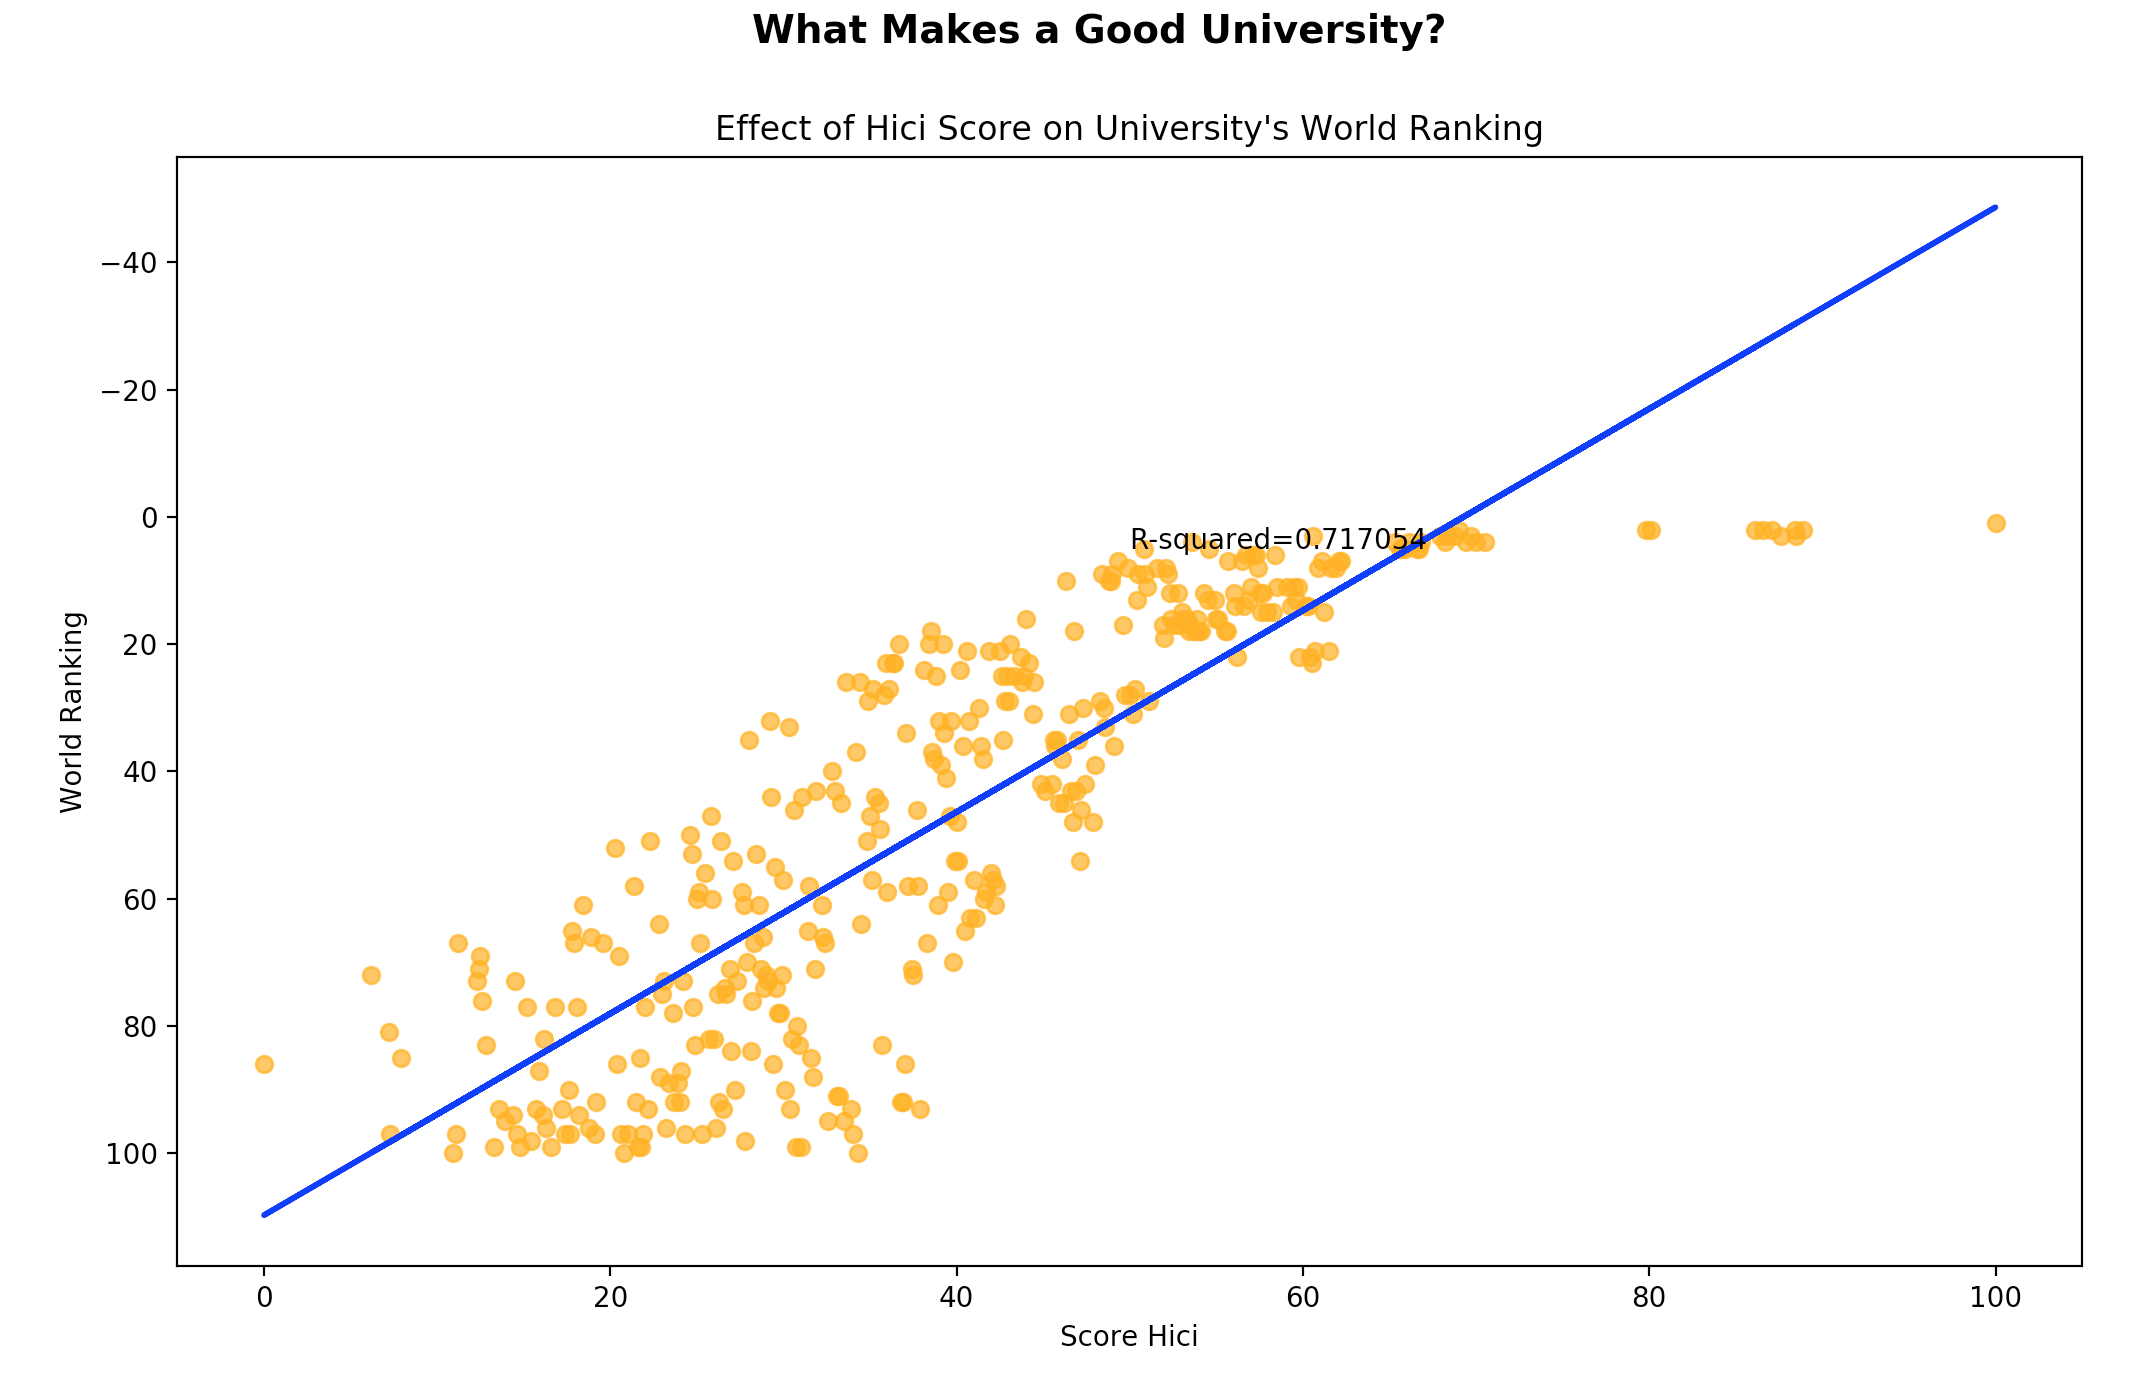 What Makes a Good University?
Effect of Hici Score on University's World Ranking
−40
−20
0
20
40
60
80
100
World Ranking
R-squared=0.717054
0
20
40
60
80
100
Score Hici